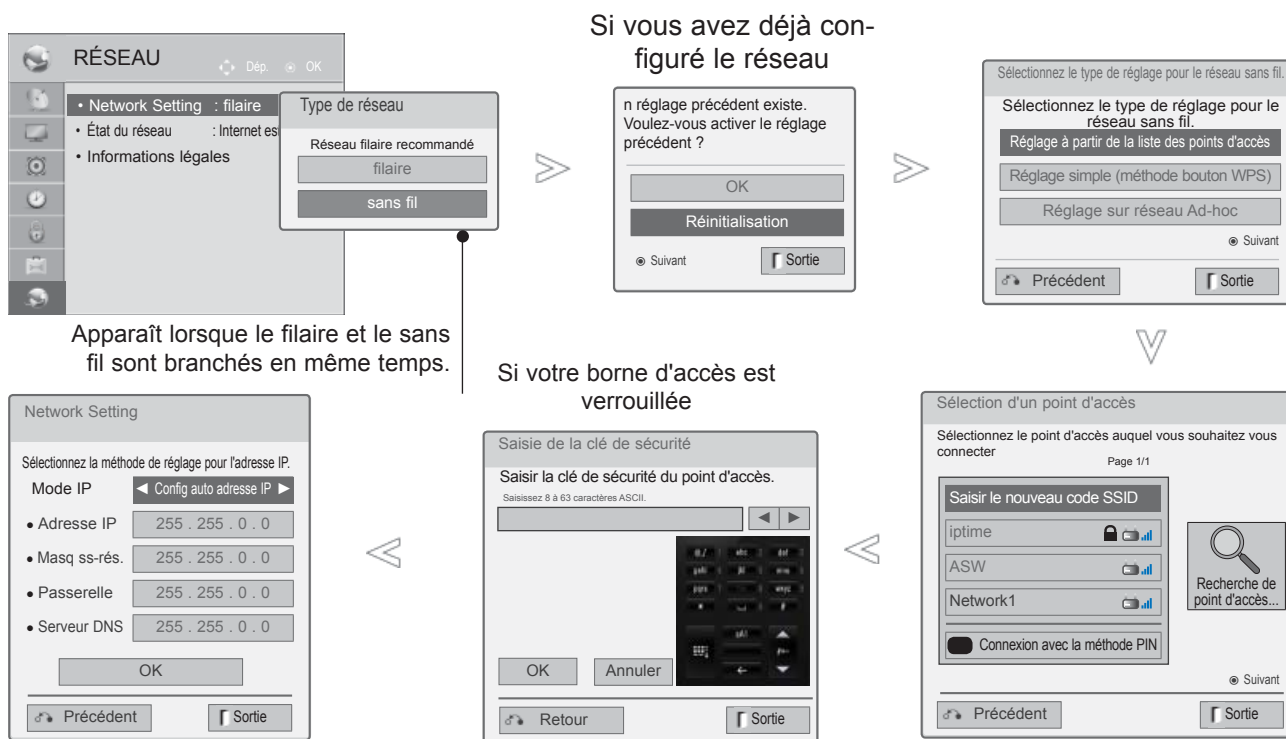 Si vous avez déjà con-
figuré le réseau
RÉSEAU
Dép.
OK
• Network Setting : filaire
• État du réseau : Internet es
• Informations légales
Type de réseau
Réseau filaire recommandé
filaire
sans fil
Apparaît lorsque le filaire et le sans
fil sont branchés en même temps.
n réglage précédent existe.
Voulez-vous activer le réglage
précédent ?
OK
Réinitialisation
Suivant
Sortie
Sélectionnez le type de réglage pour le réseau sans fil.
Sélectionnez le type de réglage pour le
réseau sans fil.
Réglage à partir de la liste des points d'accès
Réglage simple (méthode bouton WPS)
Réglage sur réseau Ad-hoc
Suivant
Précédent
Sortie
Sélection d'un point d'accès
Sélectionnez le point d'accès auquel vous souhaitez vous
connecter
Page 1/1
Saisir le nouveau code SSID
iptime
ASW
Network1
Connexion avec la méthode PIN
Recherche de
point d'accès...
Suivant
Précédent
Sortie
Si votre borne d'accès est
verrouillée
Saisie de la clé de sécurité
Saisir la clé de sécurité du point d'accès.
Saisissez 8 à 63 caractères ASCII.
OK
Annuler
Retour
Sortie
Network Setting
Sélectionnez la méthode de réglage pour l'adresse IP.
Mode IP ◄ Config auto adresse IP ►
• Adresse IP 255 . 255 . 0 . 0
• Masq ss-rés. 255 . 255 . 0 . 0
• Passerelle 255 . 255 . 0 . 0
• Serveur DNS 255 . 255 . 0 . 0
OK
Précédent
Sortie